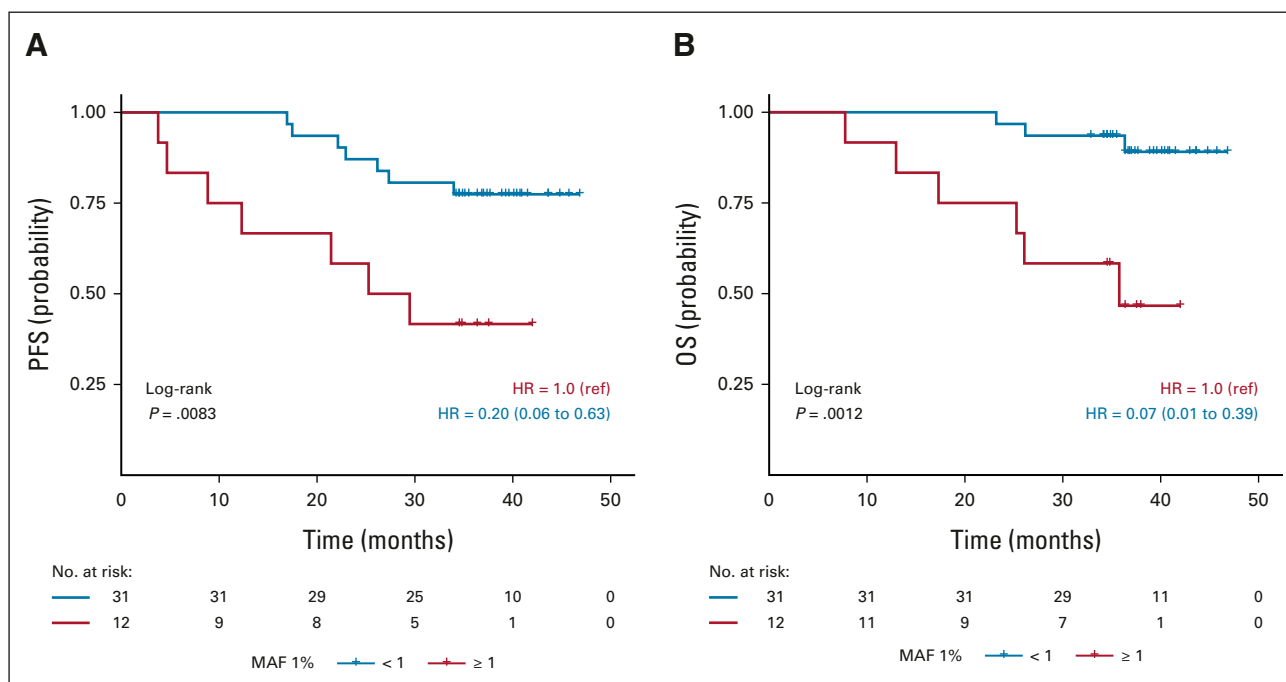 A
PFS (probability)
1.00
0.75
0.50
0.25
Log-rank
P = .0083
HR = 1.0 (ref)
HR = 0.20 (0.06 to 0.63)
0 10 20 30 40 50
Time (months)
No. at risk:
31 31 29 25 10 0
12 9 8 5 1 0
MAF 1% < 1 ≥ 1
B
OS (probability)
1.00
0.75
0.50
0.25
Log-rank
P = .0012
HR = 1.0 (ref)
HR = 0.07 (0.01 to 0.39)
0 10 20 30 40 50
Time (months)
No. at risk:
31 31 31 29 11 0
12 11 9 7 1 0
MAF 1% < 1 ≥ 1